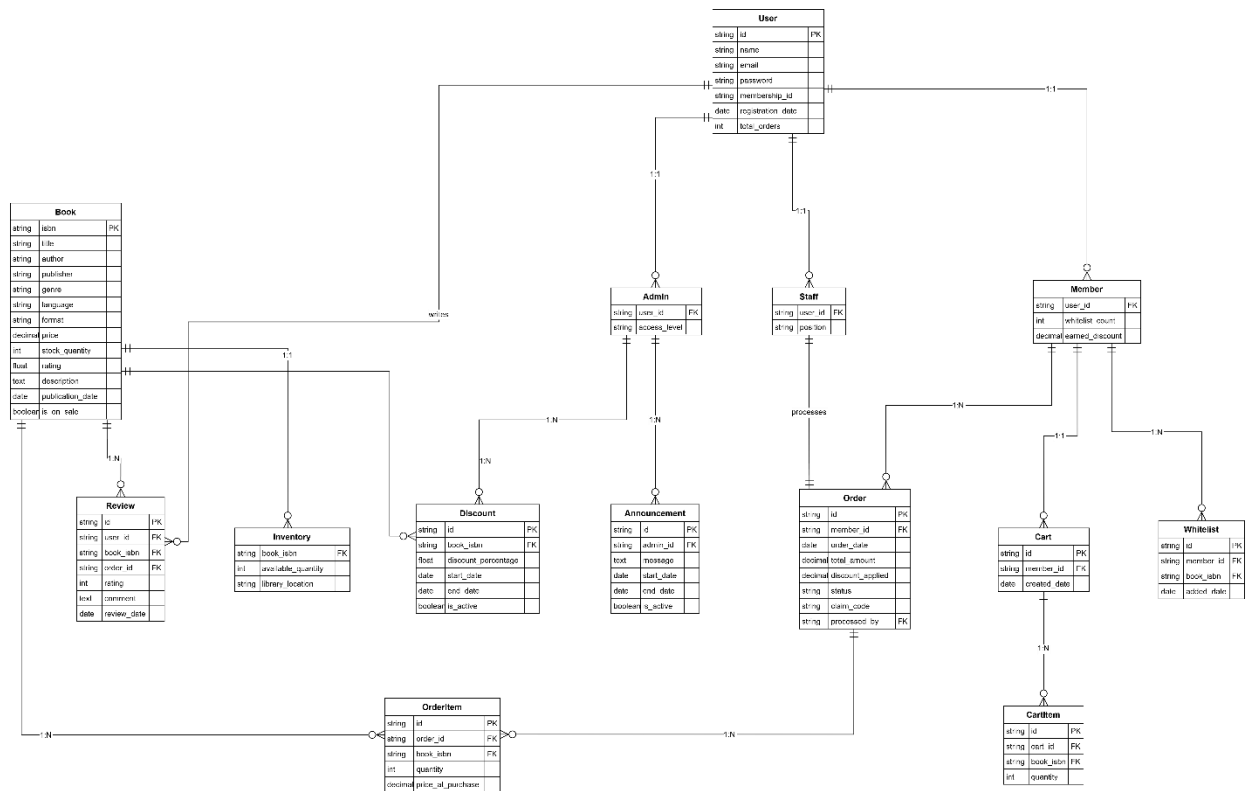 User
string id PK
string name
string email
string password
string membership_id
date registration_date
int total_orders
1:1
1:1
1:1
writes
Book
string isbn PK
string title
string author
string publisher
string genre
string language
string format
decimal price
int stock_quantity
float rating
text description
date publication_date
boolean is_on_sale
Admin
string user_id FK
string access_level
Staff
string user_id FK
string position
Member
string user_id FK
int whitelist_count
decimal earned_discount
1:1
1:N
1:N
1:N
1:N
processes
1:N
1:1
1:N
Review
string id PK
string user_id FK
string book_isbn FK
string order_id FK
int rating
text comment
date review_date
Inventory
string book_isbn FK
int available_quantity
string library_location
Discount
string id PK
string book_isbn FK
float discount_percentage
date start_date
date end_date
boolean is_active
Announcement
string id PK
string admin_id FK
text message
date start_date
date end_date
boolean is_active
Order
string id PK
string member_id FK
date order_date
decimal total_amount
decimal discount_applied
string status
string claim_code
string processed_by FK
Cart
string id PK
string member_id FK
date created_date
Whitelist
string id PK
string member_id FK
string book_isbn FK
date added_date
1:N
OrderItem
string id PK
string order_id FK
string book_isbn FK
int quantity
decimal price_at_purchase
1:N
1:N
CartItem
string id PK
string cart_id FK
string book_isbn FK
int quantity